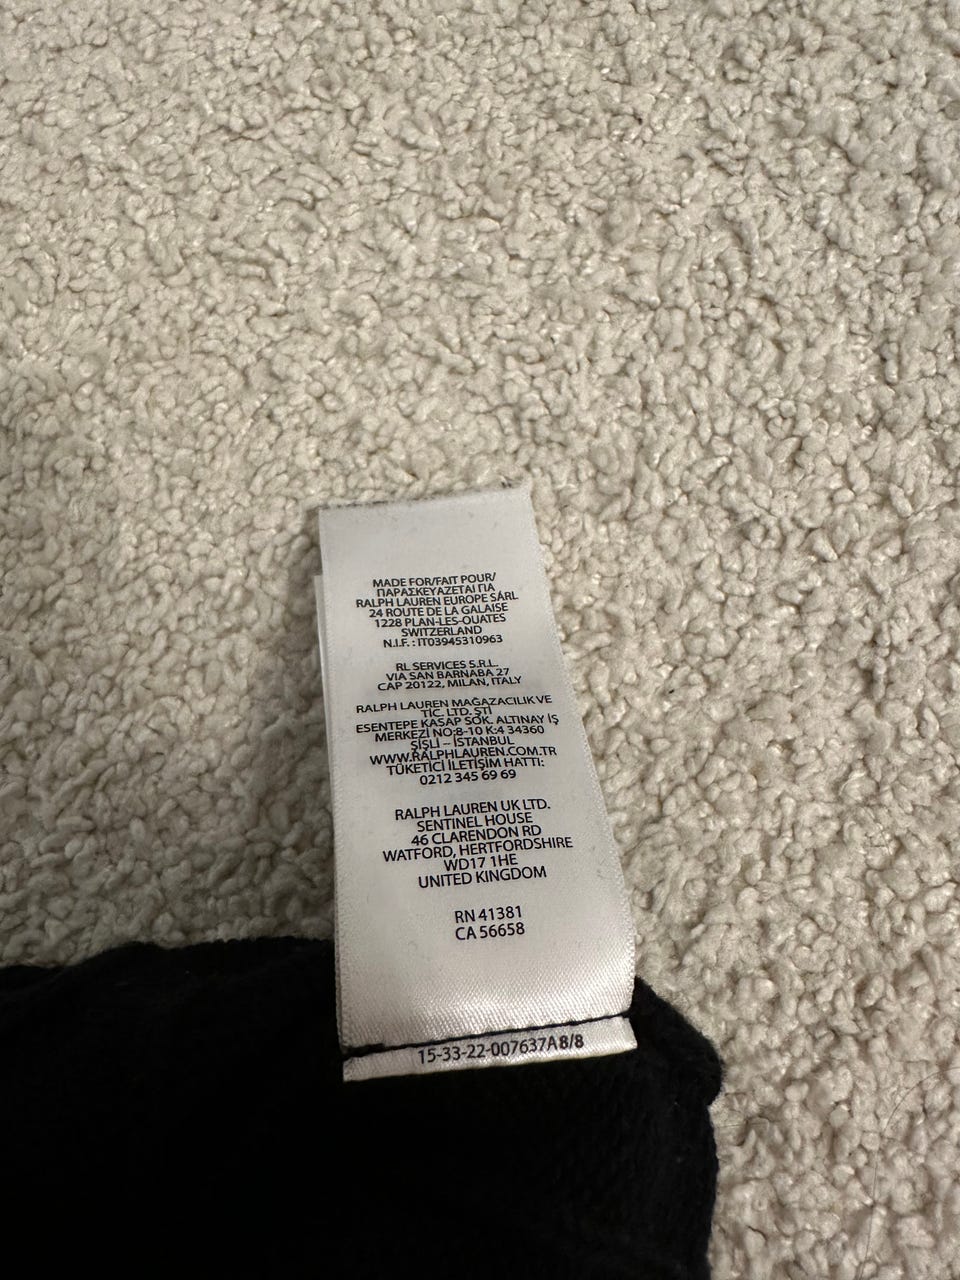 MADE FOR/FAIT POUR/
ΠΑΡΑΣΚΕΥΑΖΕΤΑΙ ΓΙΑ
RALPH LAUREN EUROPE SÁRL
24 ROUTE DE LA GALAISE
1228 PLAN-LES-OUATES
SWITZERLAND
N.I.F. : IT03945310963
RL SERVICES S.R.L.
VIA SAN BARNABA 27
CAP 20122, MILAN, ITALY
RALPH LAUREN MAĞAZACILIK VE
TİC. LTD. ŞTİ
ESENTEPE KASAP SOK. ALTINAY İŞ
MERKEZİ NO:8-10 K:4 34360
ŞİŞLİ – İSTANBUL
WWW.RALPHLAUREN.COM.TR
TÜKETİCİ İLETİŞİM HATTI:
0212 345 69 69
RALPH LAUREN UK LTD.
SENTINEL HOUSE
46 CLARENDON RD
WATFORD, HERTFORDSHIRE
WD17 1HE
UNITED KINGDOM
RN 41381
CA 56658
15-33-22-007637A 8/8